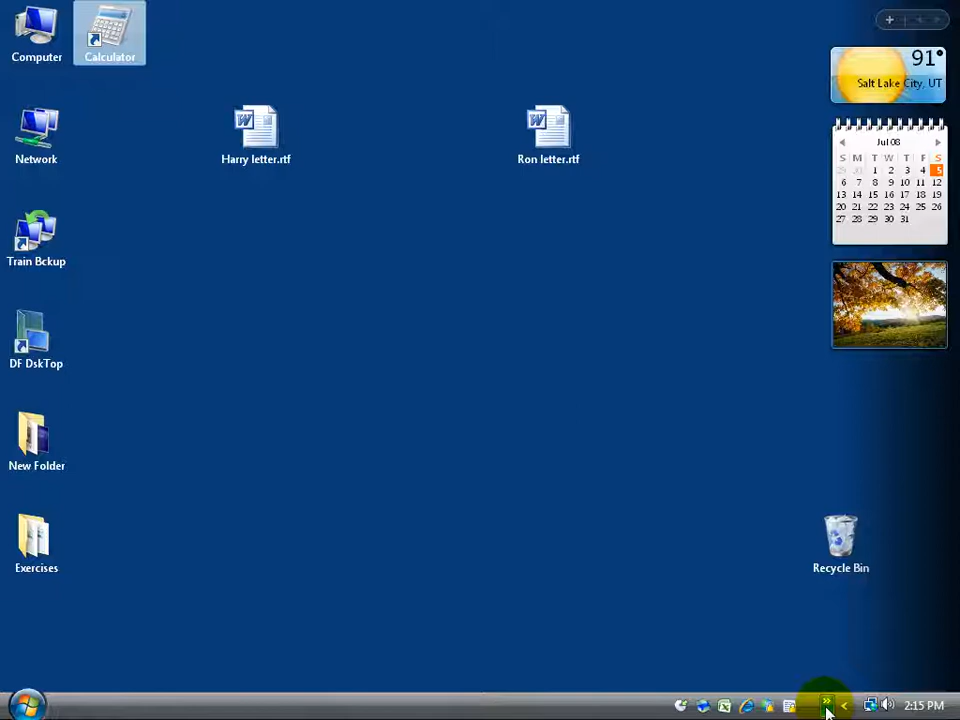 Computer
Calculator
Network
Train Bckup
DF DskTop
New Folder
Exercises
Harry letter.rtf
Ron letter.rtf
91°
Salt Lake City, UT
Jul 08
S M T W T F S
29 30 1 2 3 4 5
6 7 8 9 10 11 12
13 14 15 16 17 18 19
20 21 22 23 24 25 26
27 28 29 30 31
Recycle Bin
2:15 PM